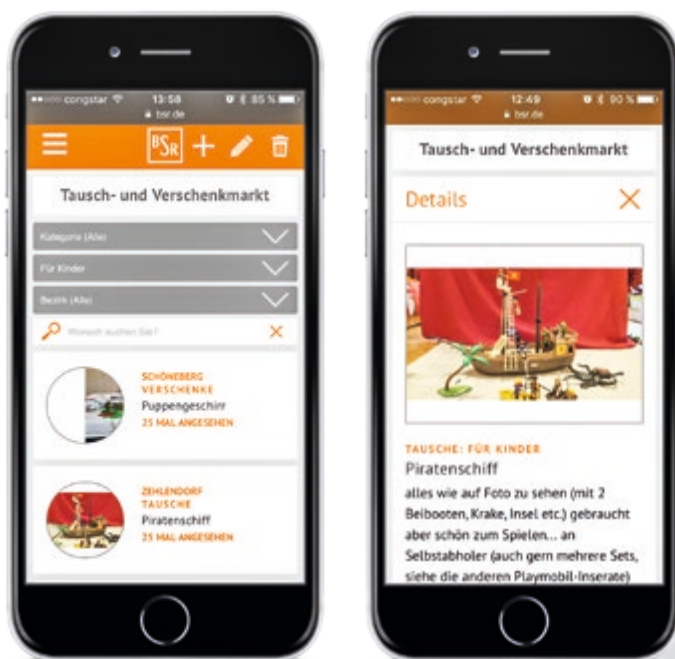 congstar 13:58 85 %
bsr.de
BSR
Tausch- und Verschenkmarkt
Kategorie (Alle)
Für Kinder
Bezirk (Alle)
Wonach suchen Sie?
SCHÖNEBERG
VERSCHENKE
Puppengeschirr
25 MAL ANGESEHEN
ZEHLENDORF
TAUSCHE
Piratenschiff
25 MAL ANGESEHEN
congstar 12:49 90 %
bsr.de
Tausch- und Verschenkmarkt
Details
TAUSCHE: FÜR KINDER
Piratenschiff
alles wie auf Foto zu sehen (mit 2
Beibooten, Krake, Insel etc.) gebraucht
aber schön zum Spielen... an
Selbstabholer (auch gern mehrere Sets,
siehe die anderen Playmobil-Inserate)